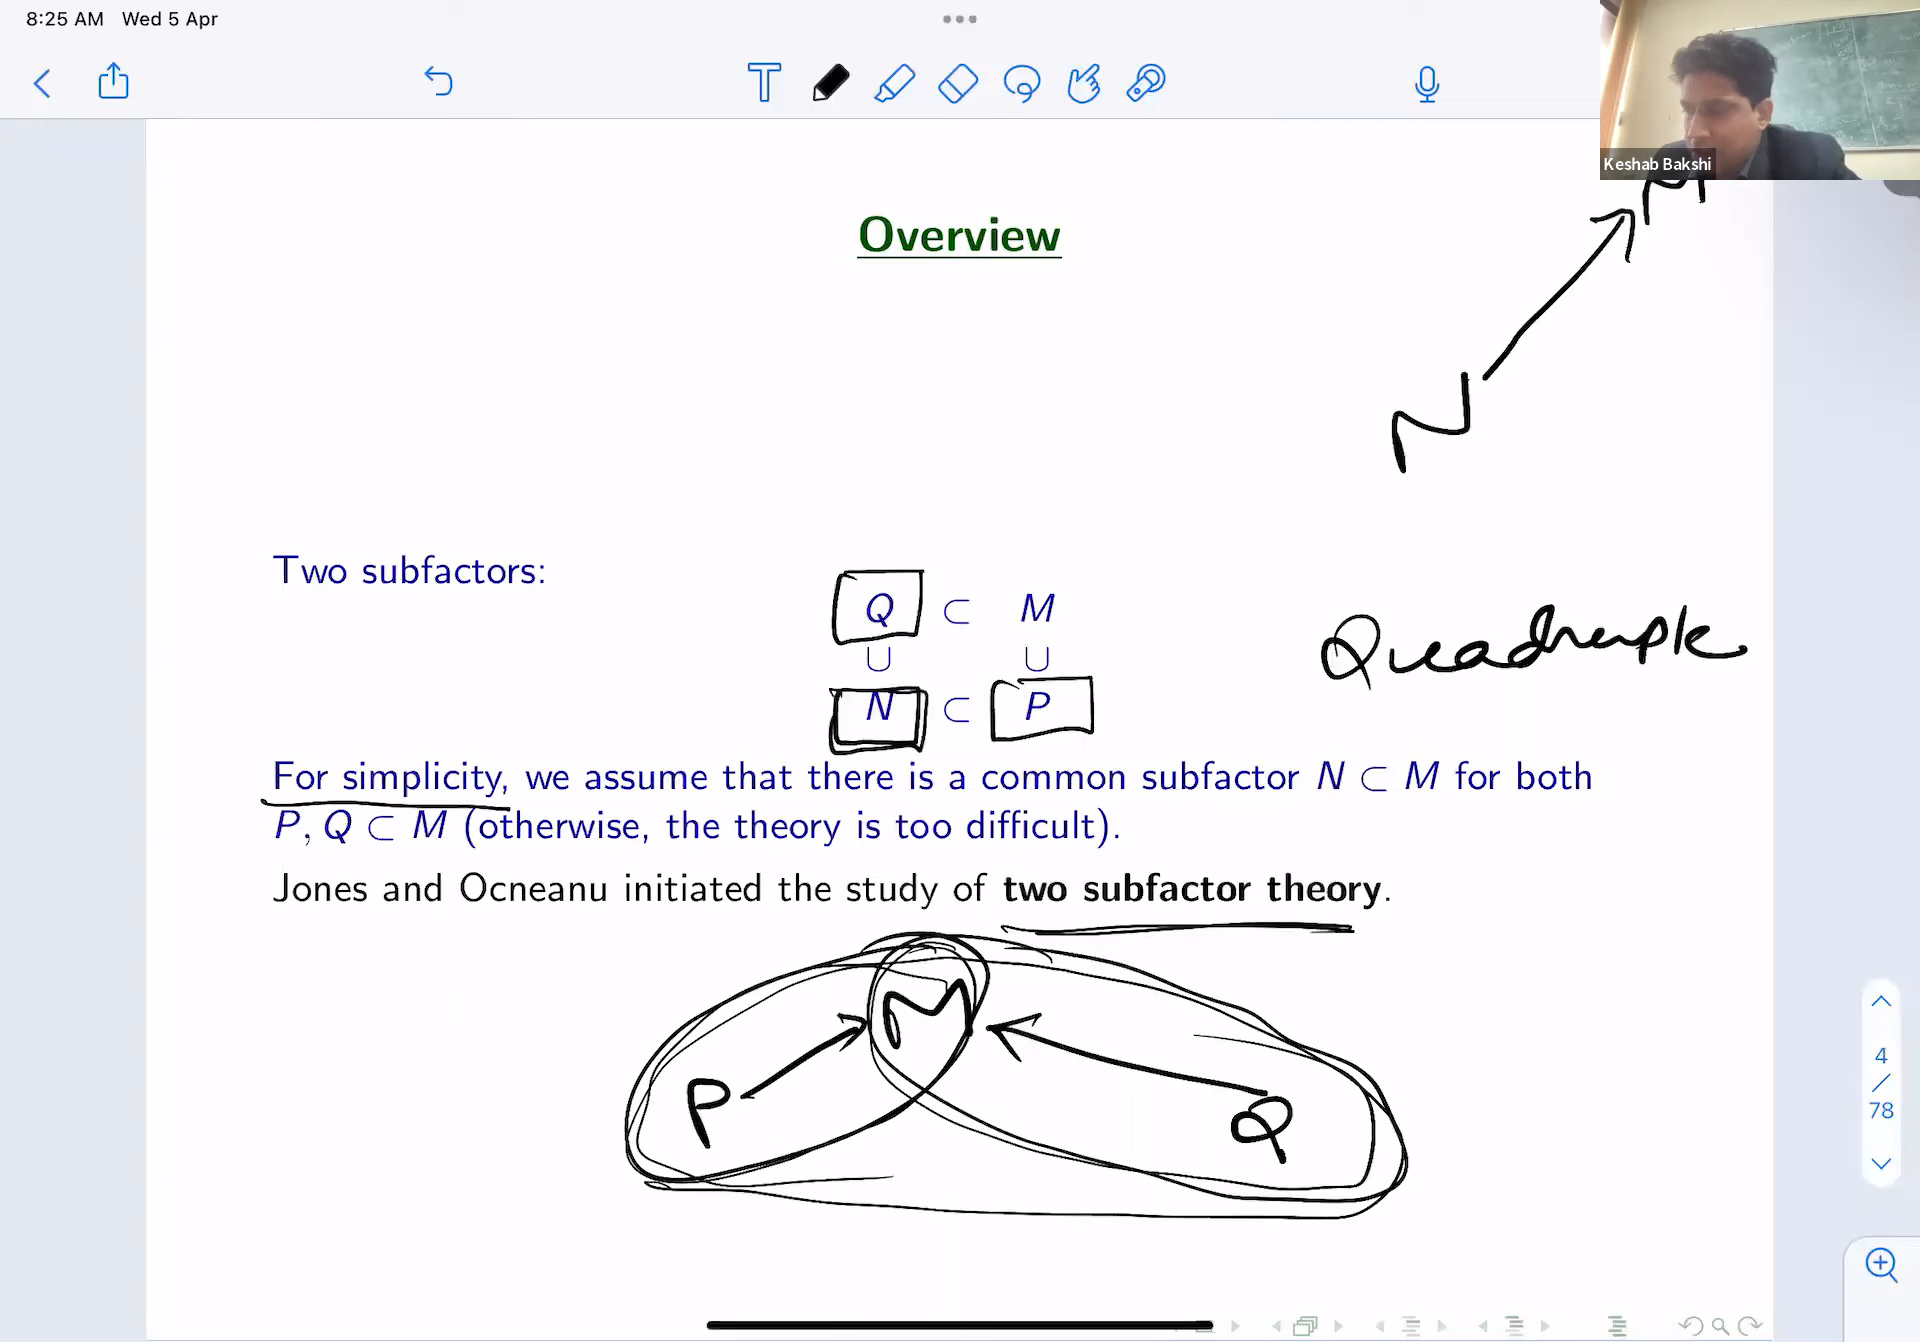 8:25 AM Wed 5 Apr
T
Keshab Bakshi
M
Overview
N
Two subfactors:
Q ⊂ M
∪ ∪
N ⊂ P
Quadruple
For simplicity, we assume that there is a common subfactor N ⊂ M for both
P, Q ⊂ M (otherwise, the theory is too difficult).
Jones and Ocneanu initiated the study of two subfactor theory.
M
P Q
4
/
78